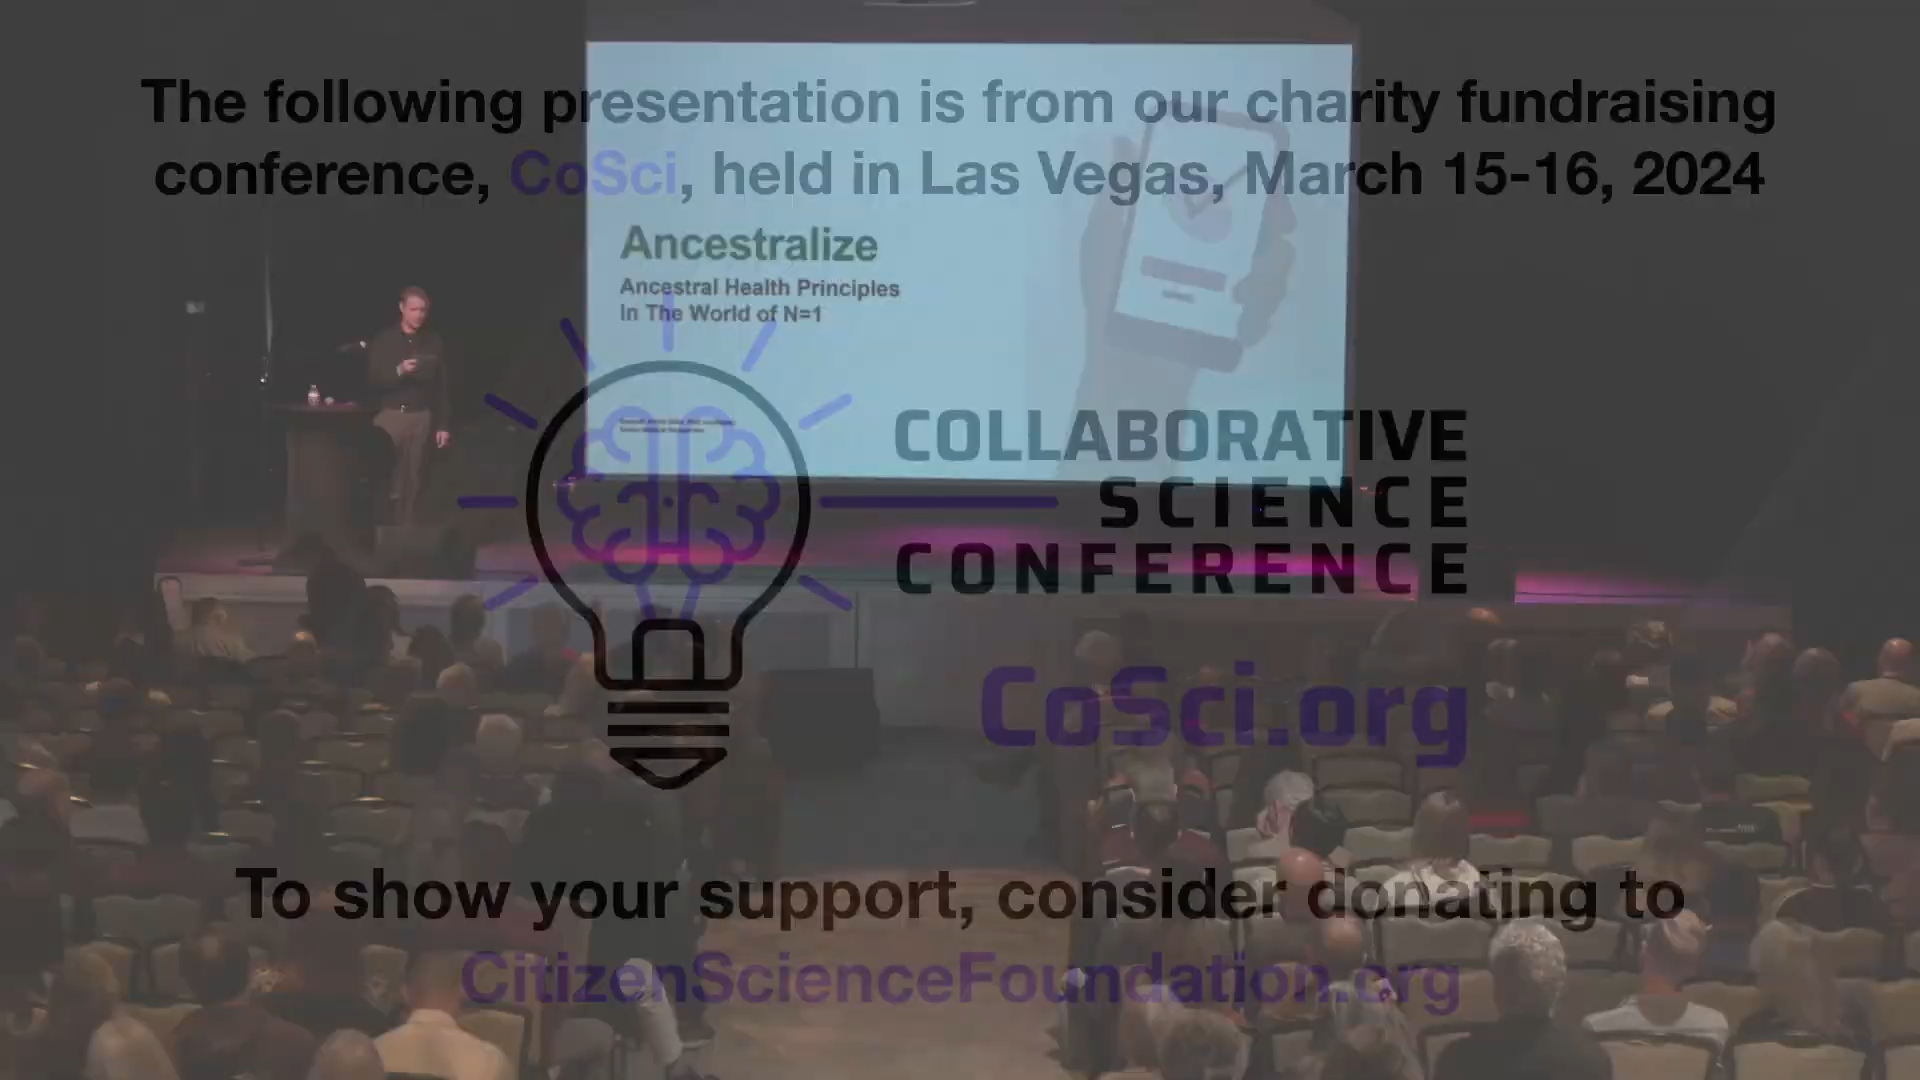 The following presentation is from our charity fundraising
conference, CoSci, held in Las Vegas, March 15-16, 2024
Ancestralize
Ancestral Health Principles
In The World of N=1
COLLABORATIVE
SCIENCE
CONFERENCE
CoSci.org
To show your support, consider donating to
CitizenScienceFoundation.org